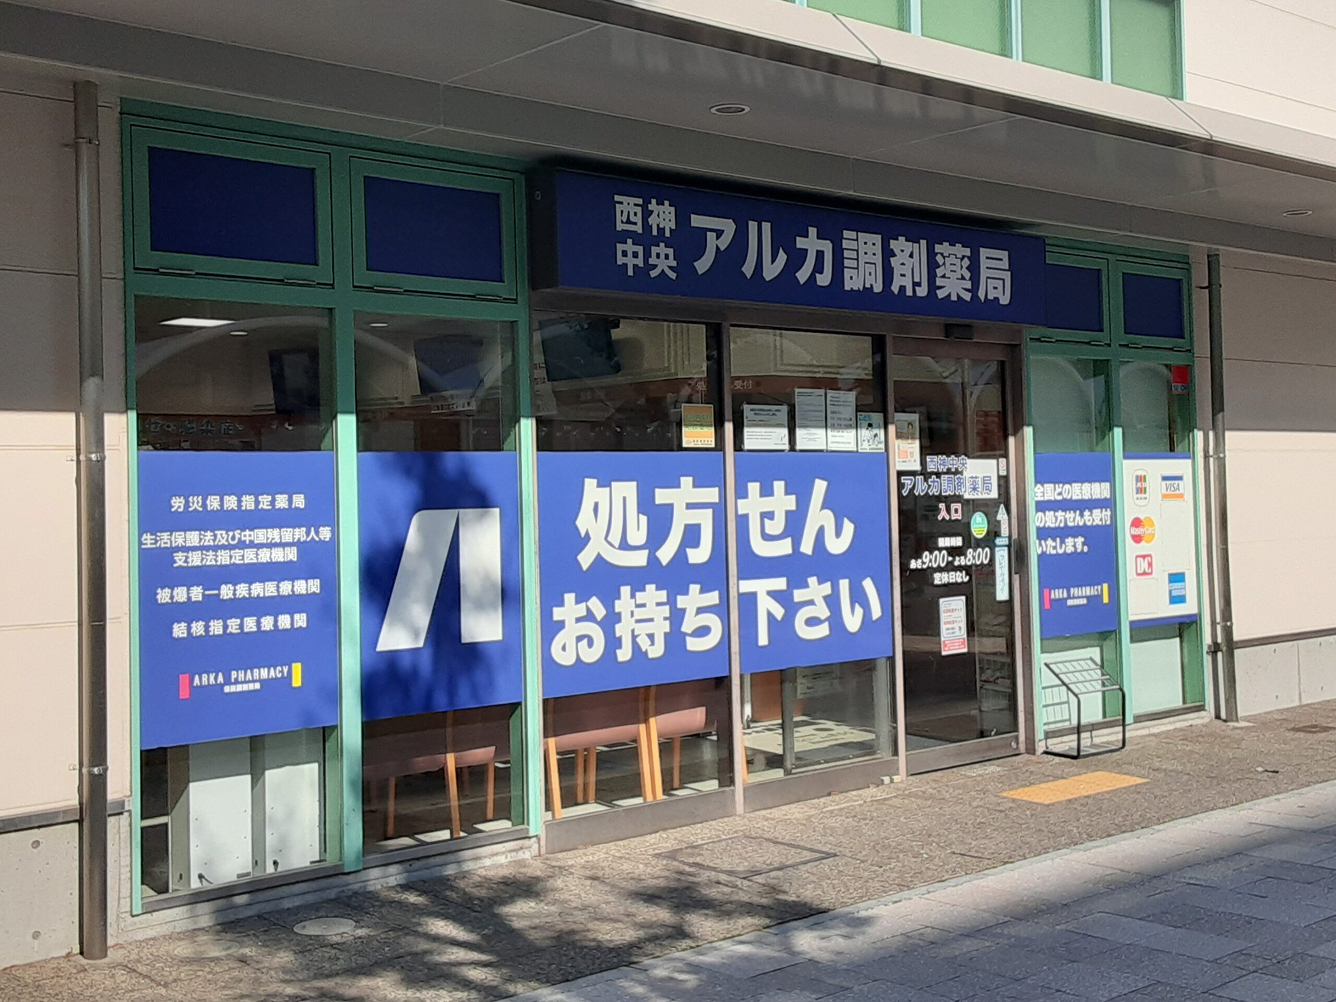 西神
中央
アルカ調剤薬局
労災保険指定薬局
生活保護法及び中国残留邦人等
支援法指定医療機関
被爆者一般疾病医療機関
結核指定医療機関
ARKA PHARMACY
処方せん
お持ち下さい
西神中央
アルカ調剤薬局
入口
開局時間
あさ9:00~よる8:00
定休日なし
全国どの医療機関
の処方せんも受付
いたします。
ARKA PHARMACY
JCB
VISA
MasterCard
DC